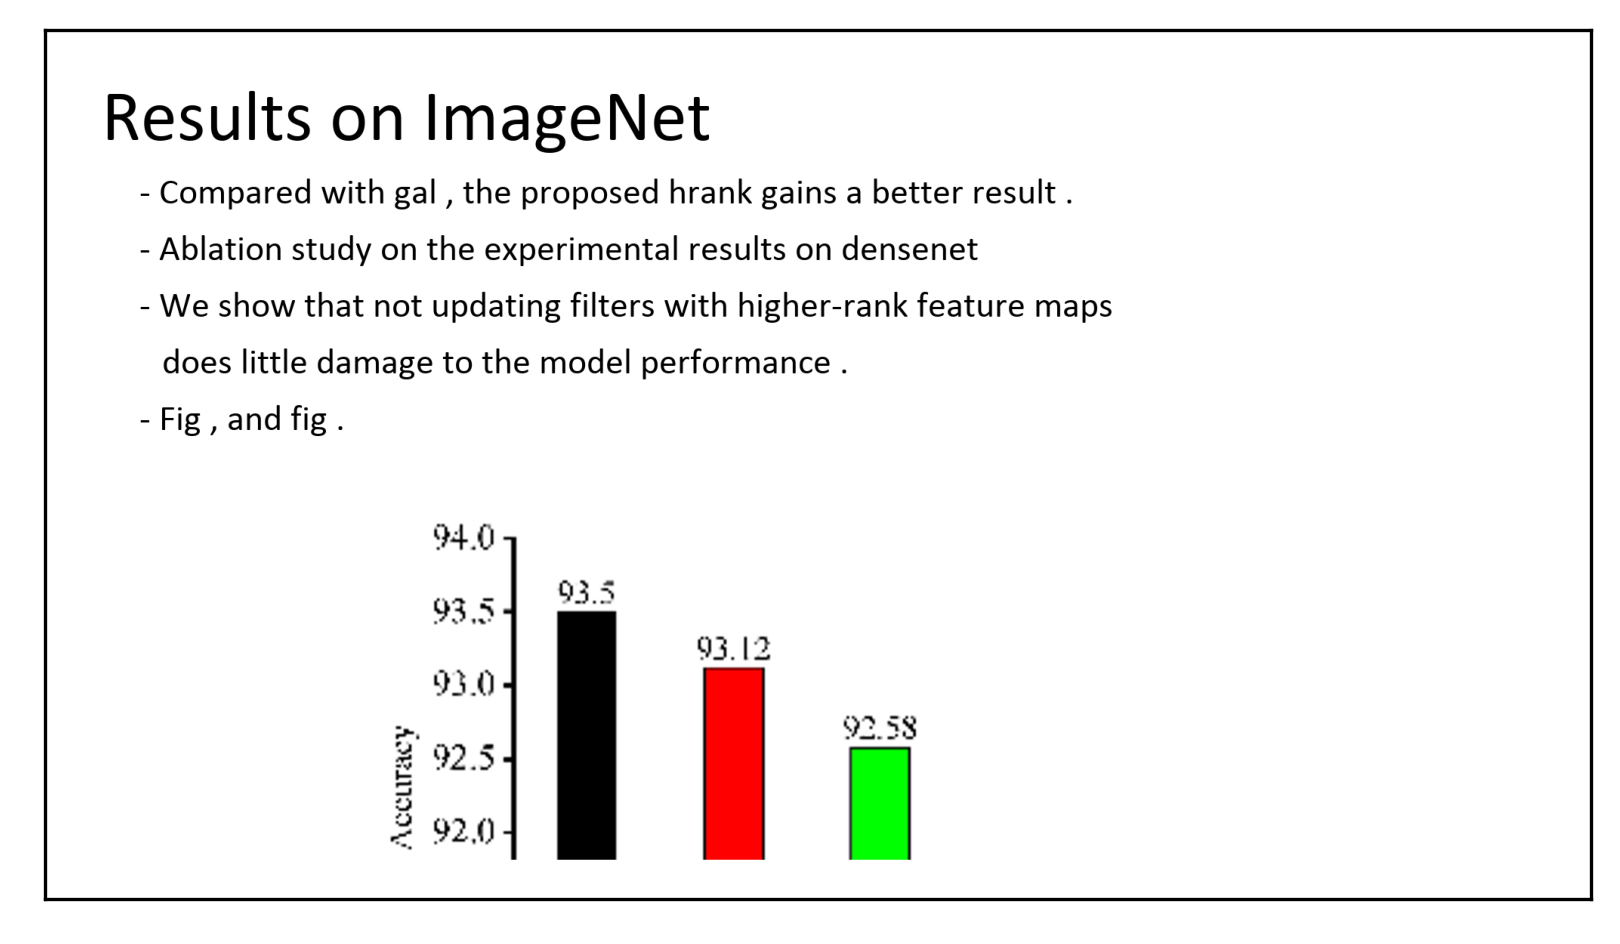 Results on ImageNet
- Compared with gal , the proposed hrank gains a better result .
- Ablation study on the experimental results on densenet
- We show that not updating filters with higher-rank feature maps
does little damage to the model performance .
- Fig , and fig .
94.0
93.5
93.5
93.12
93.0
92.58
92.5
Accuracy
92.0